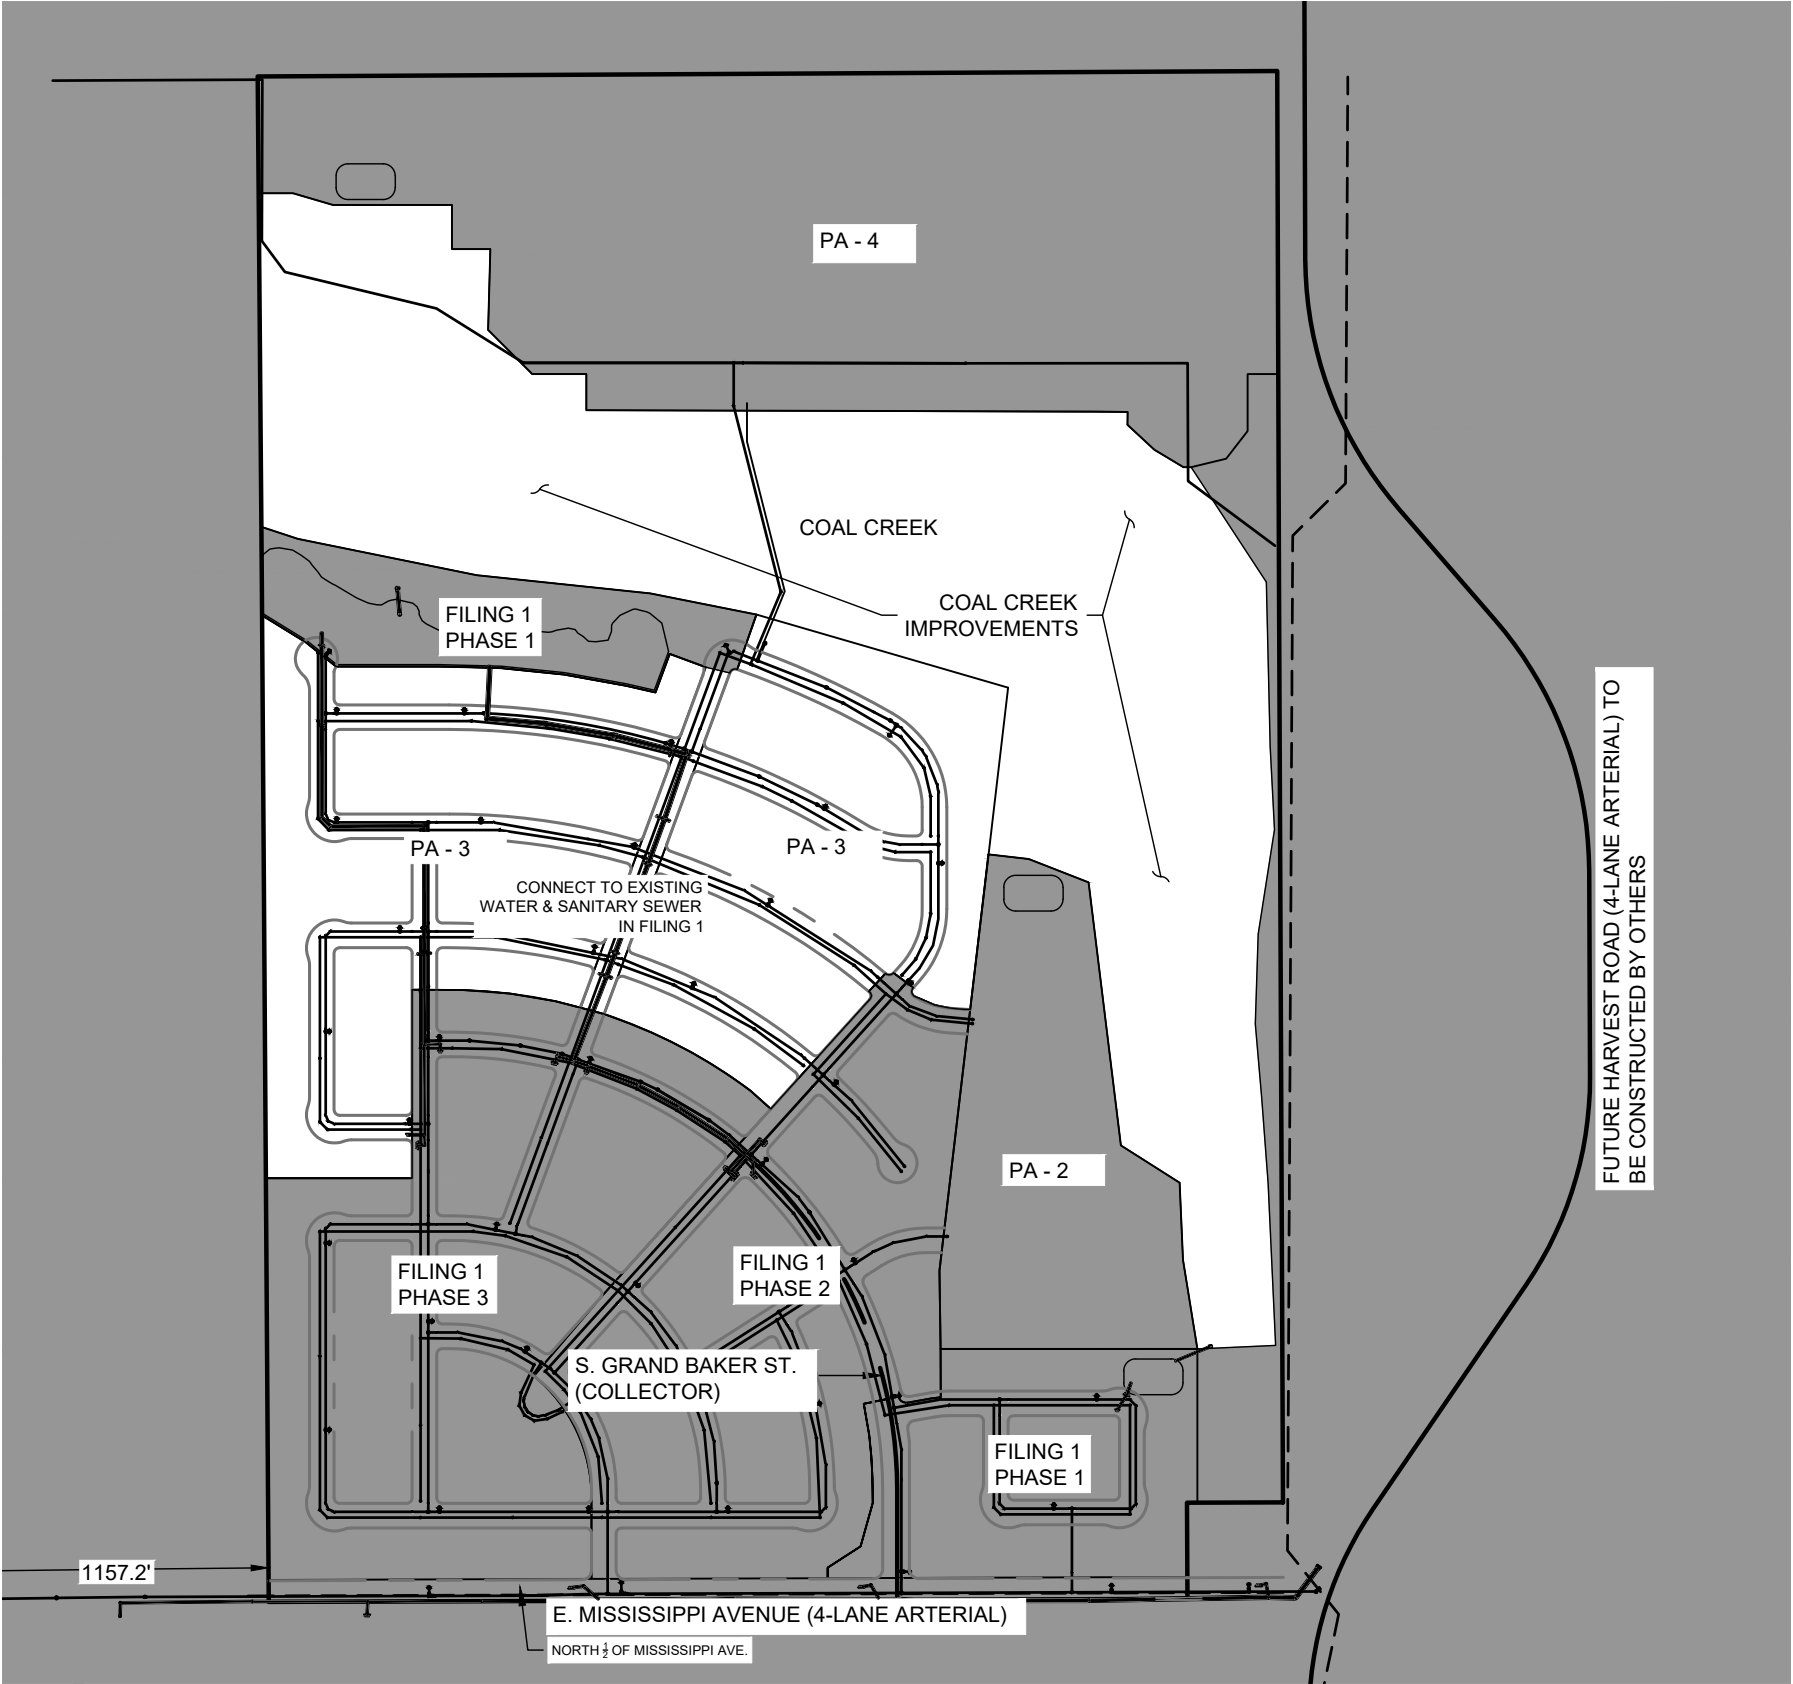 PA - 4
COAL CREEK
COAL CREEK
IMPROVEMENTS
FILING 1
PHASE 1
PA - 3
PA - 3
CONNECT TO EXISTING
WATER & SANITARY SEWER
IN FILING 1
FUTURE HARVEST ROAD (4-LANE ARTERIAL) TO
BE CONSTRUCTED BY OTHERS
PA - 2
FILING 1
PHASE 3
FILING 1
PHASE 2
S. GRAND BAKER ST.
(COLLECTOR)
FILING 1
PHASE 1
1157.2'
E. MISSISSIPPI AVENUE (4-LANE ARTERIAL)
NORTH ½ OF MISSISSIPPI AVE.